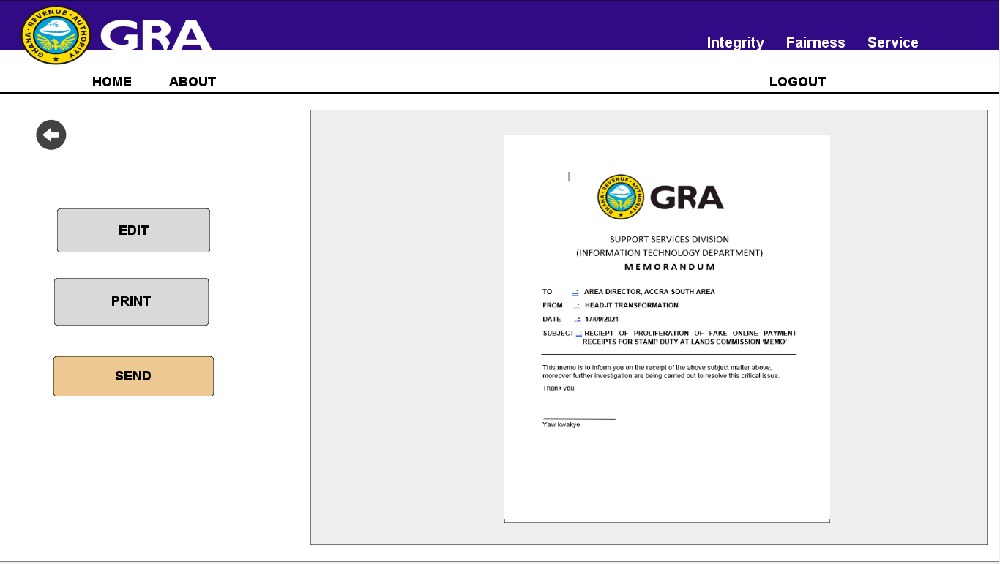 GHANA · REVENUE · AUTHORITY
GRA
Integrity Fairness Service
HOME ABOUT LOGOUT
EDIT
PRINT
SEND
GHANA · REVENUE · AUTHORITY
GRA
SUPPORT SERVICES DIVISION
(INFORMATION TECHNOLOGY DEPARTMENT)
MEMORANDUM
TO : AREA DIRECTOR, ACCRA SOUTH AREA
FROM : HEAD-IT TRANSFORMATION
DATE : 17/09/2021
SUBJECT : RECIEPT OF PROLIFERATION OF FAKE ONLINE PAYMENT
RECEIPTS FOR STAMP DUTY AT LANDS COMMISSION ‘MEMO’
This memo is to inform you on the receipt of the above subject matter above,
moreover further investigation are being carried out to resolve this critical issue.
Thank you.
Yaw kwakye.